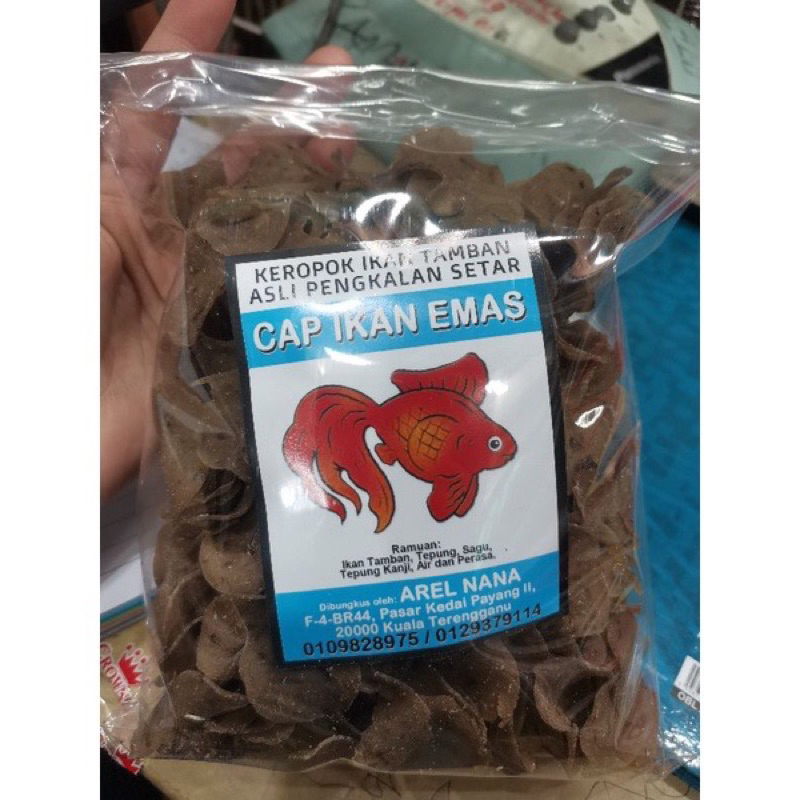 KEROPOK IKAN TAMBAN
ASLI PENGKALAN SETAR
CAP IKAN EMAS
Ramuan:
Ikan Tamban, Tepung, Sagu,
Tepung Kanji, Air dan Perasa.
Dibungkus oleh: AREL NANA
F-4-BR44, Pasar Kedai Payang II,
20000 Kuala Terengganu
0109828975 / 0129379114
CROWN